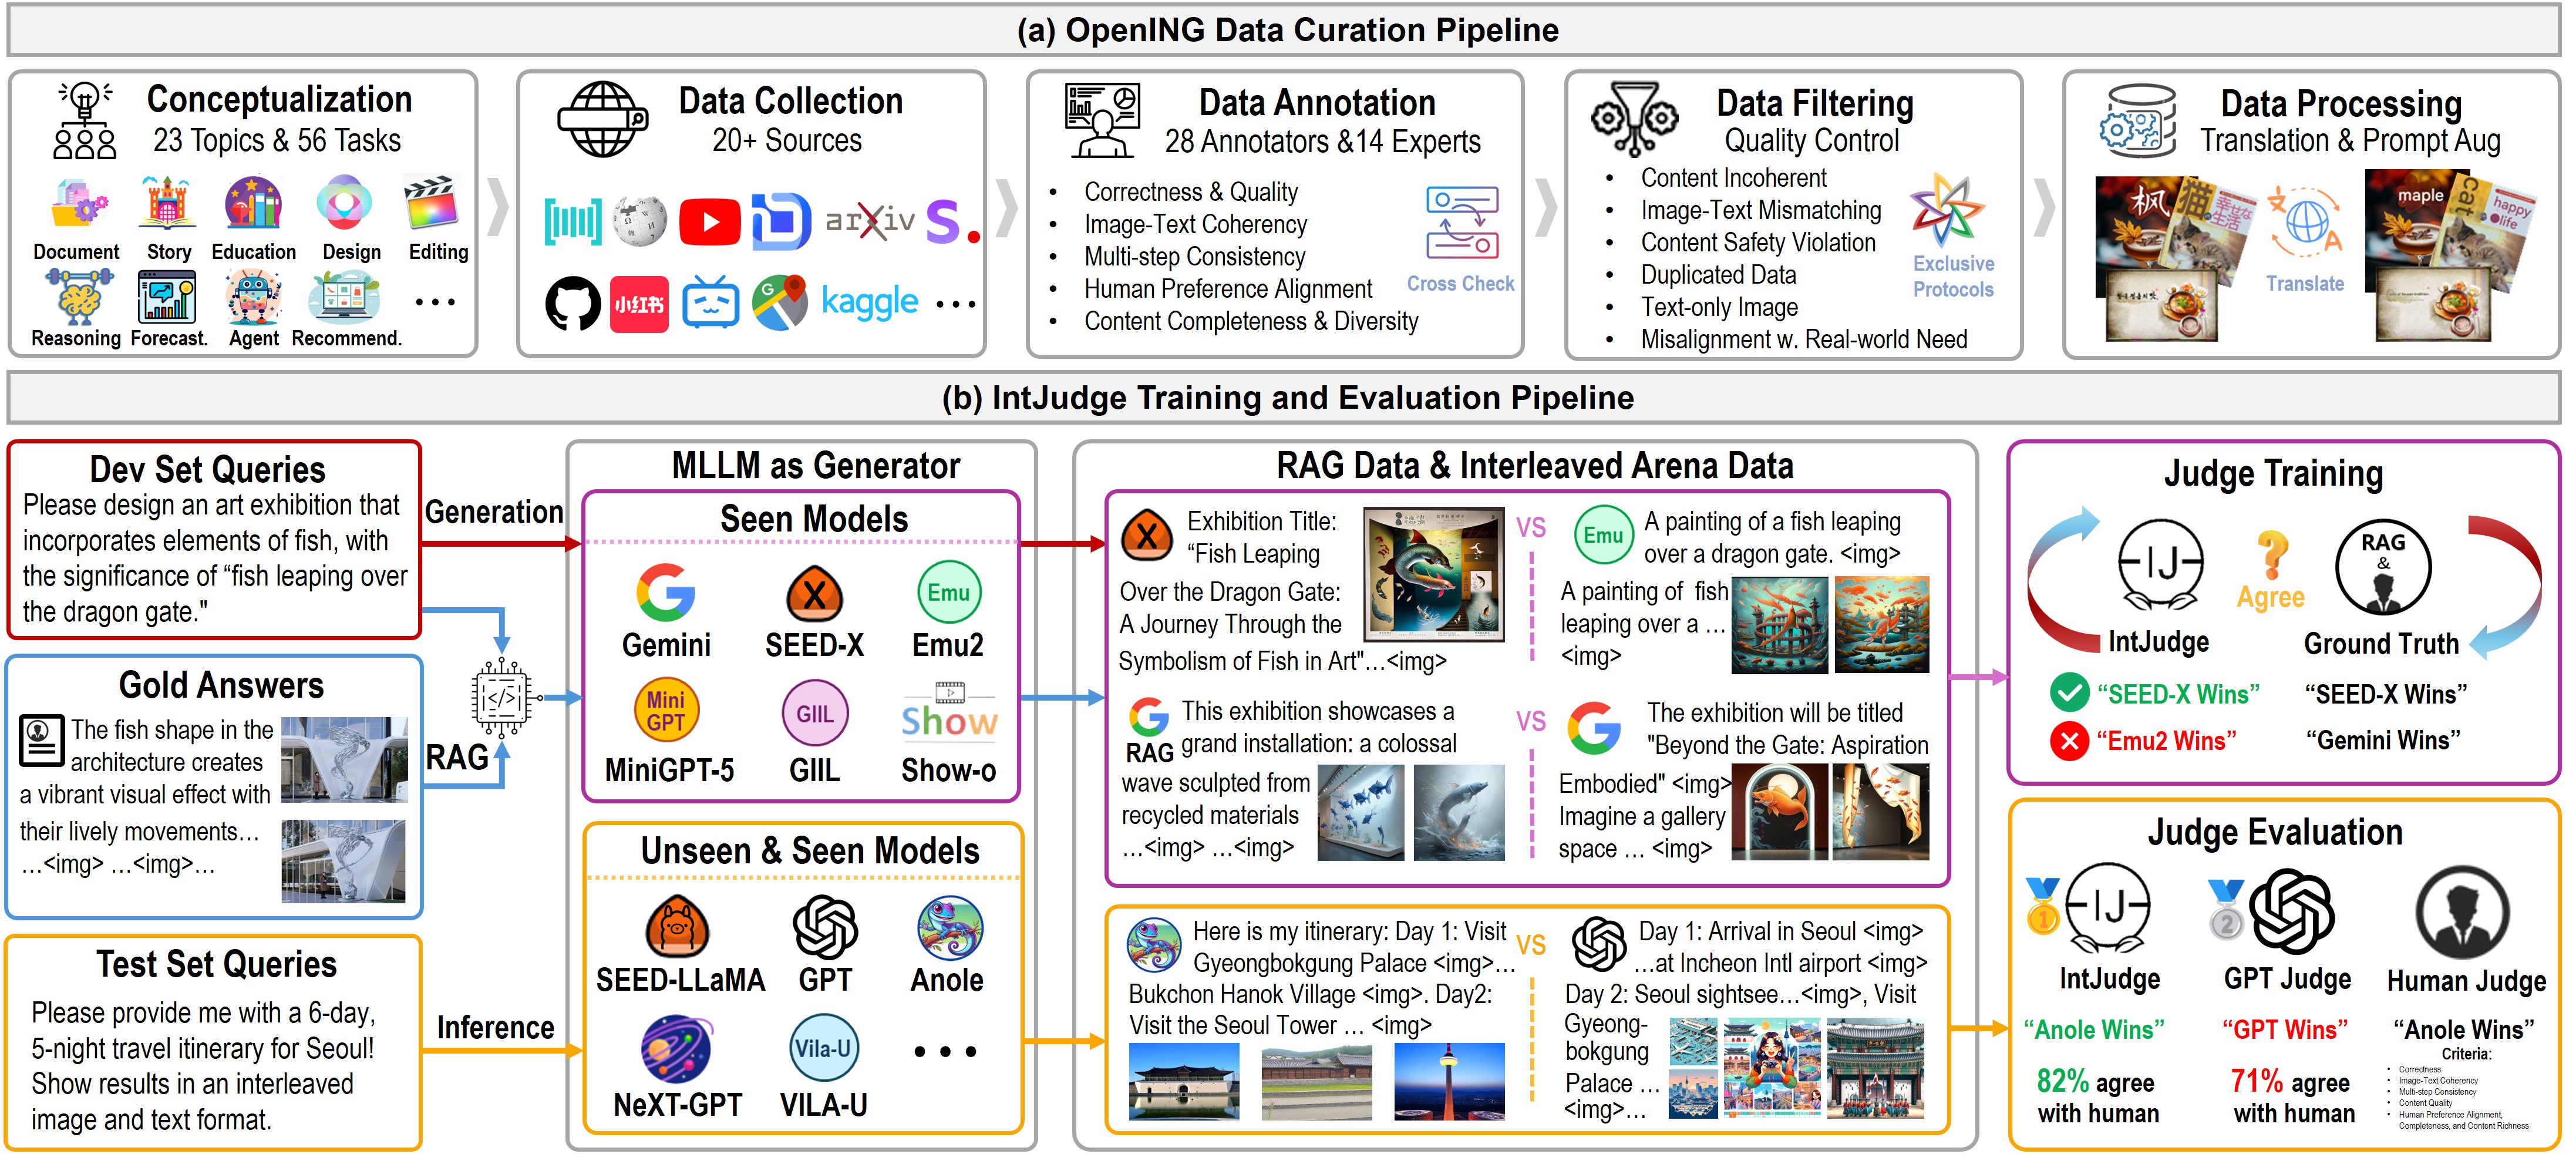 (a) OpenING Data Curation Pipeline
Conceptualization
23 Topics & 56 Tasks
Document
Story
Education
Design
Editing
Reasoning
Forecast.
Agent
Recommend.
...
Data Collection
20+ Sources
arXiv
S.
小红书
G
kaggle
...
Data Annotation
28 Annotators &14 Experts
• Correctness & Quality
• Image-Text Coherency
• Multi-step Consistency
• Human Preference Alignment
• Content Completeness & Diversity
Cross Check
Data Filtering
Quality Control
• Content Incoherent
• Image-Text Mismatching
• Content Safety Violation
• Duplicated Data
• Text-only Image
• Misalignment w. Real-world Need
Exclusive
Protocols
Data Processing
Translation & Prompt Aug
枫
猫
幸せな
生活
文
A
Translate
maple
cat
happy
life
(b) IntJudge Training and Evaluation Pipeline
Dev Set Queries
Please design an art exhibition that
incorporates elements of fish, with
the significance of “fish leaping over
the dragon gate."
Generation
Gold Answers
The fish shape in the
architecture creates
a vibrant visual effect with
their lively movements…
…<img> …<img>…
</>
RAG
Test Set Queries
Please provide me with a 6-day,
5-night travel itinerary for Seoul!
Show results in an interleaved
image and text format.
Inference
MLLM as Generator
Seen Models
Gemini
X
SEED-X
Emu
Emu2
Mini
GPT
MiniGPT-5
GIIL
GIIL
Show
Show-o
Unseen & Seen Models
SEED-LLaMA
GPT
Anole
NeXT-GPT
Vila-U
VILA-U
...
RAG Data & Interleaved Arena Data
X
Exhibition Title:
“Fish Leaping
Over the Dragon Gate:
A Journey Through the
Symbolism of Fish in Art"…<img>
VS
Emu
A painting of a fish leaping
over a dragon gate. <img>
A painting of fish
leaping over a …
<img>
RAG
This exhibition showcases a
grand installation: a colossal
wave sculpted from
recycled materials
…<img> …<img>
VS
The exhibition will be titled
"Beyond the Gate: Aspiration
Embodied" <img>
Imagine a gallery
space … <img>
Here is my itinerary: Day 1: Visit
Gyeongbokgung Palace <img>…
Bukchon Hanok Village <img>. Day2:
Visit the Seoul Tower … <img>
VS
Day 1: Arrival in Seoul <img>
…at Incheon Intl airport <img>
Day 2: Seoul sightsee…<img>, Visit
Gyeong-
bokgung
Palace …
<img>…
Judge Training
IJ
IntJudge
?
Agree
RAG
&
Ground Truth
“SEED-X Wins”
“SEED-X Wins”
“Emu2 Wins”
“Gemini Wins”
Judge Evaluation
1
IJ
IntJudge
“Anole Wins”
82% agree
with human
2
GPT Judge
“GPT Wins”
71% agree
with human
Human Judge
“Anole Wins”
Criteria:
• Correctness
• Image-Text Coherency
• Multi-step Consistency
• Content Quality
• Human Preference Alignment,
Completeness, and Content Richness